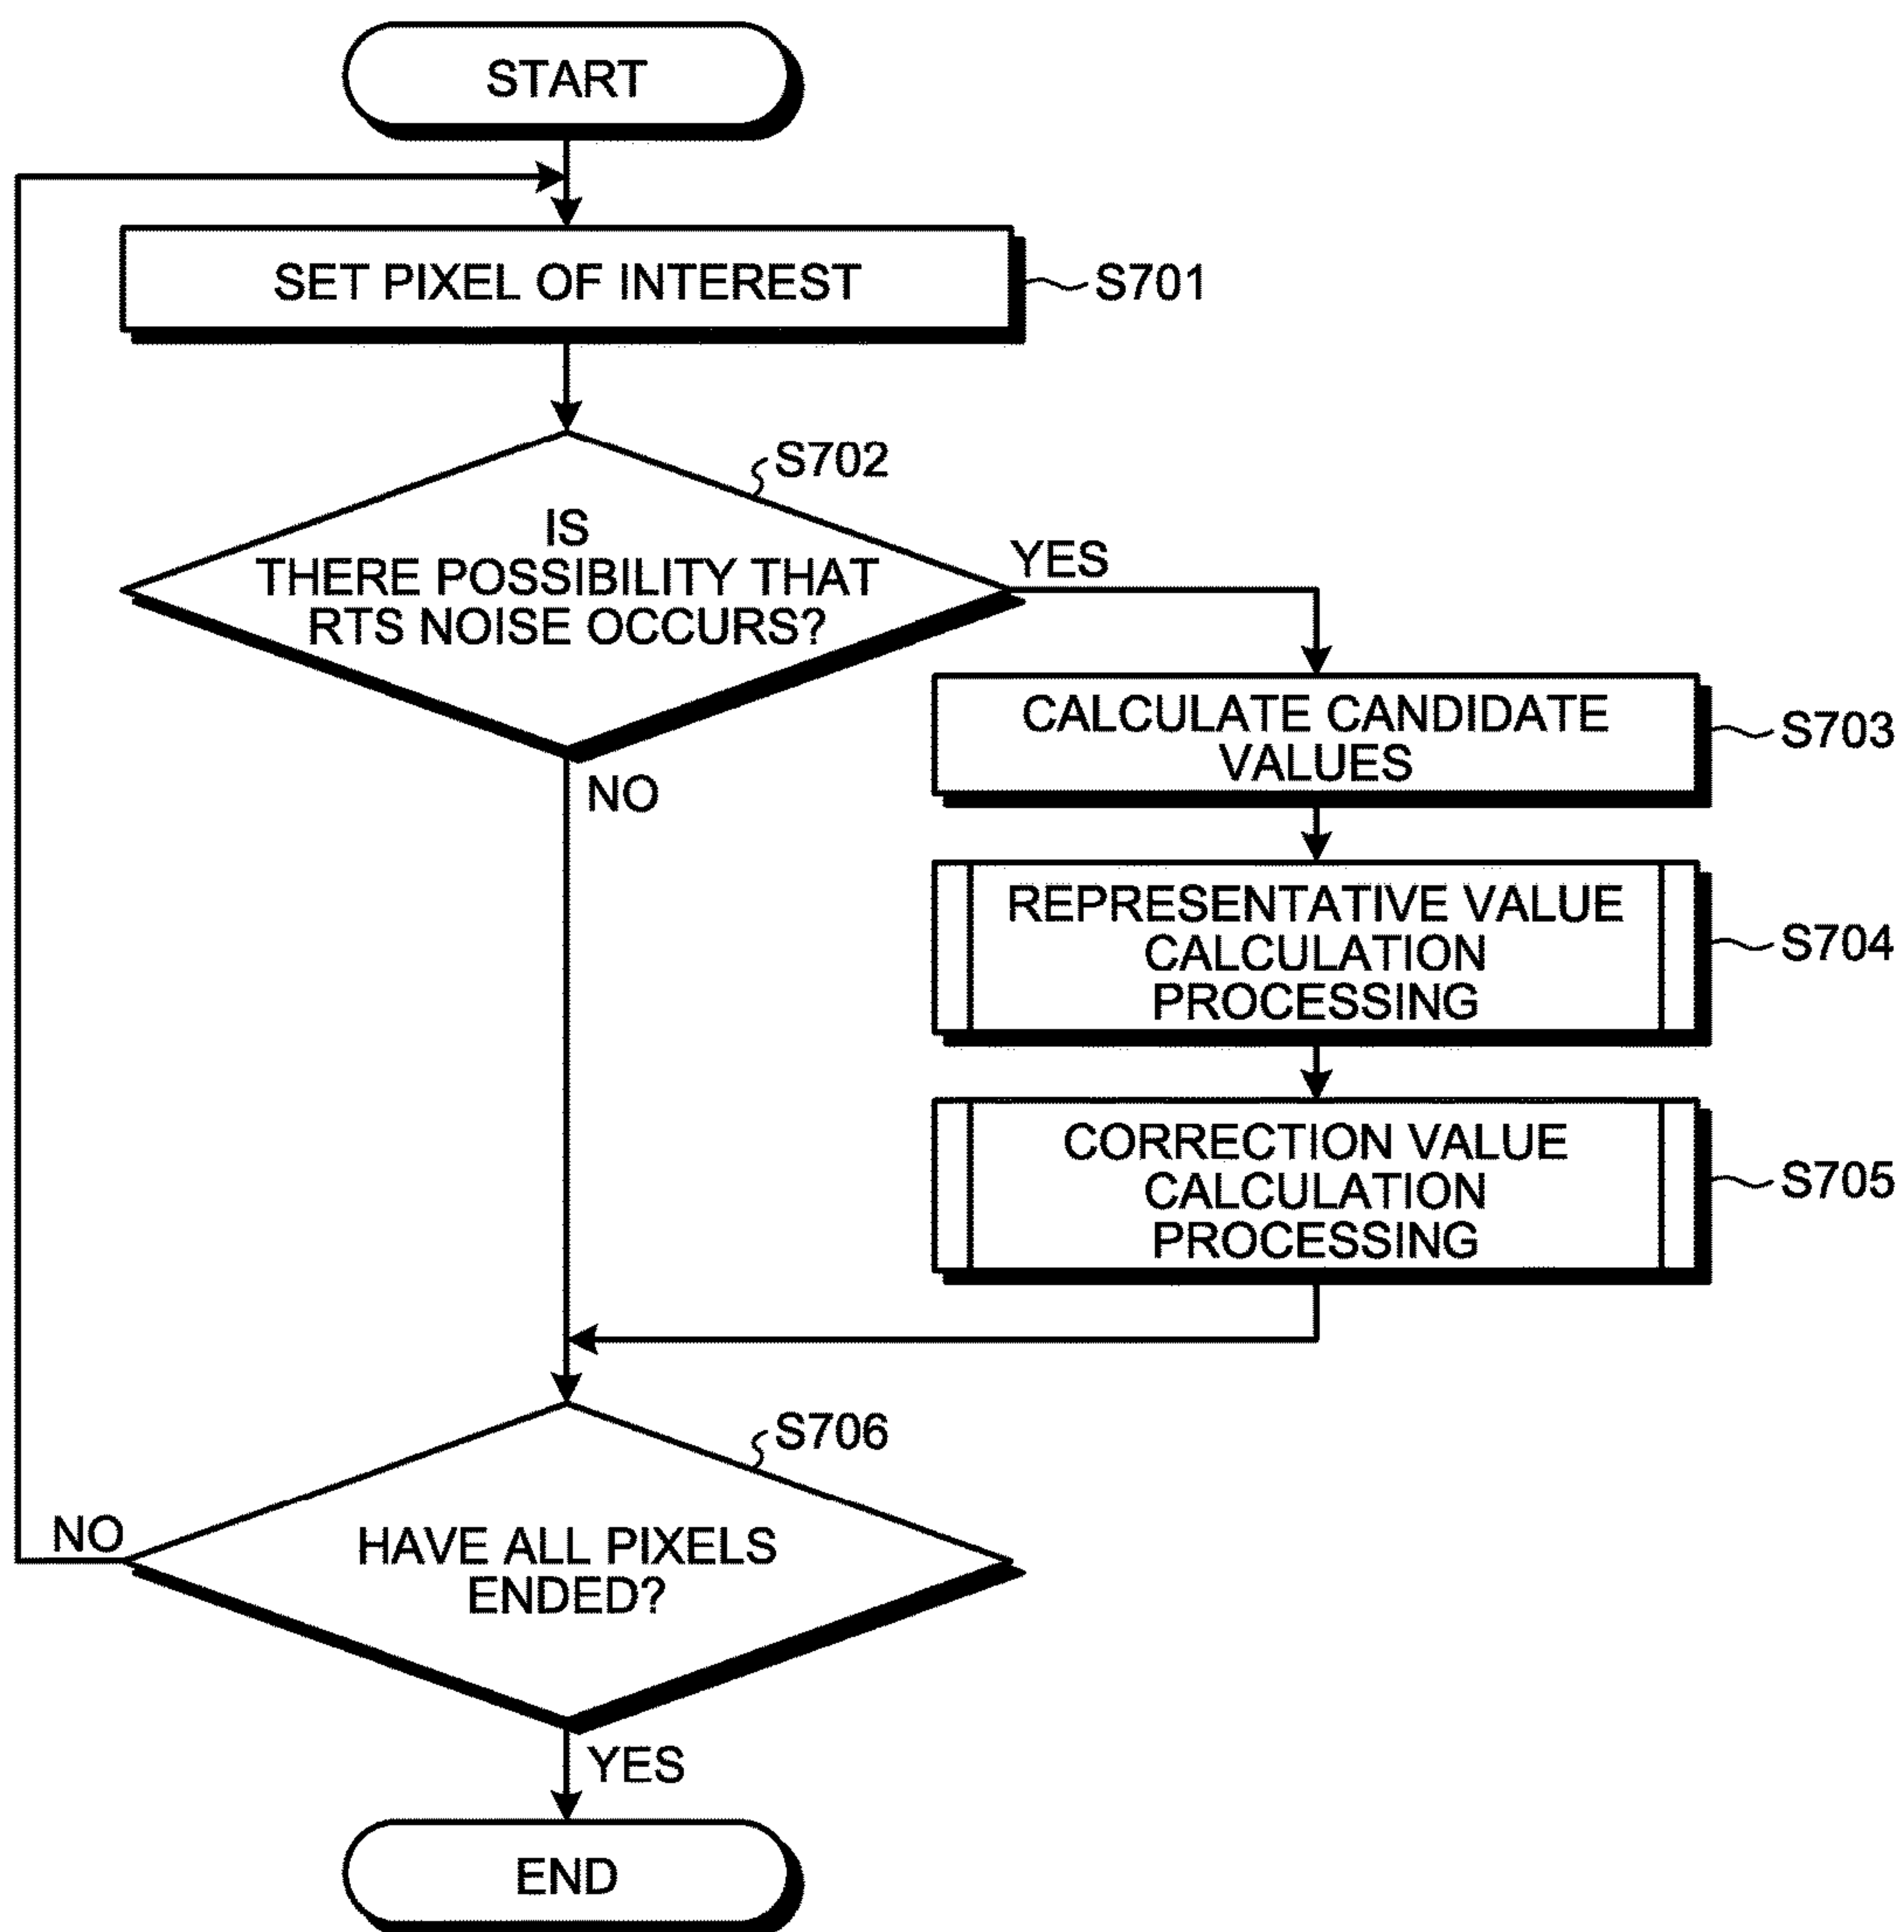 START
SET PIXEL OF INTEREST
S701
S702
IS
THERE POSSIBILITY THAT
RTS NOISE OCCURS?
YES
NO
CALCULATE CANDIDATE
VALUES
S703
REPRESENTATIVE VALUE
CALCULATION
PROCESSING
S704
CORRECTION VALUE
CALCULATION
PROCESSING
S705
S706
HAVE ALL PIXELS
ENDED?
NO
YES
END